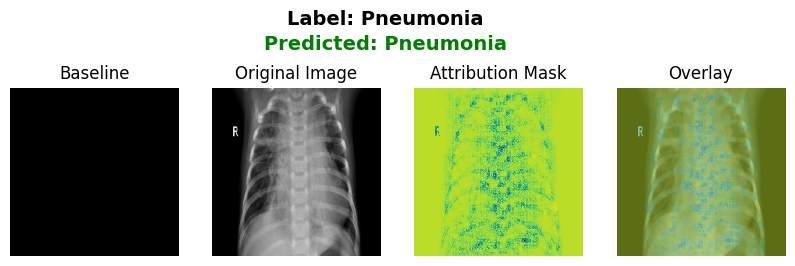 Label: Pneumonia
Predicted: Pneumonia
Baseline
Original Image
Attribution Mask
Overlay
R
R
R